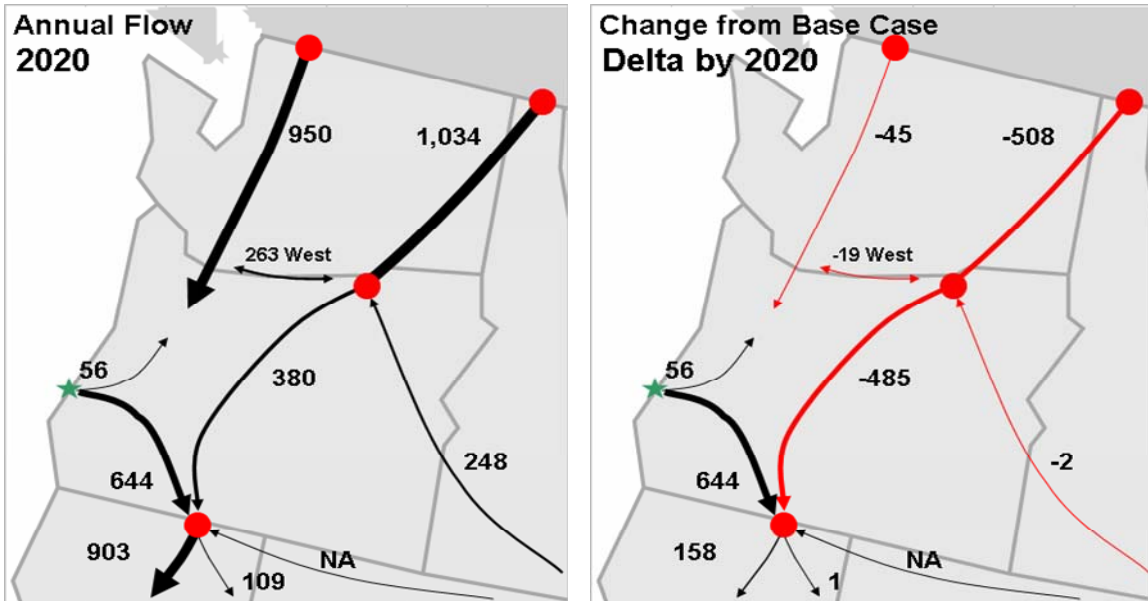 Annual Flow
2020
950
1,034
263 West
56
380
644
248
903
NA
109
Change from Base Case
Delta by 2020
-45
-508
-19 West
56
-485
644
-2
158
NA
1